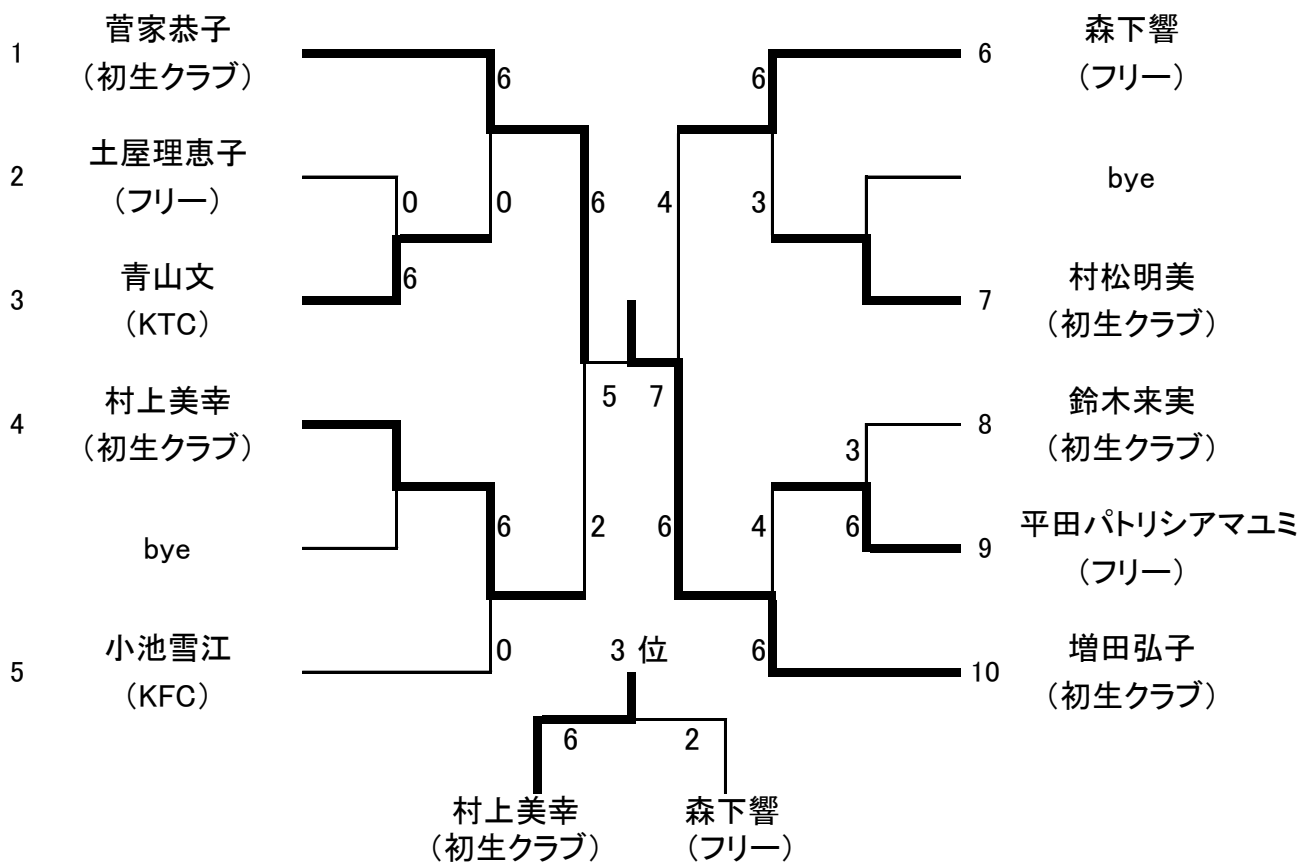 1
菅家恭子
(初生クラブ)
2
土屋理恵子
(フリー)
3
青山文
(KTC)
4
村上美幸
(初生クラブ)
bye
5
小池雪江
(KFC)
6
0
0
6
6
6
0
2
5
7
6
4
4
6
3
3
6
6
6
森下響
(フリー)
bye
7
村松明美
(初生クラブ)
8
鈴木来実
(初生クラブ)
9
平田パトリシアマユミ
(フリー)
10
増田弘子
(初生クラブ)
3 位
6
2
村上美幸
(初生クラブ)
森下響
(フリー)